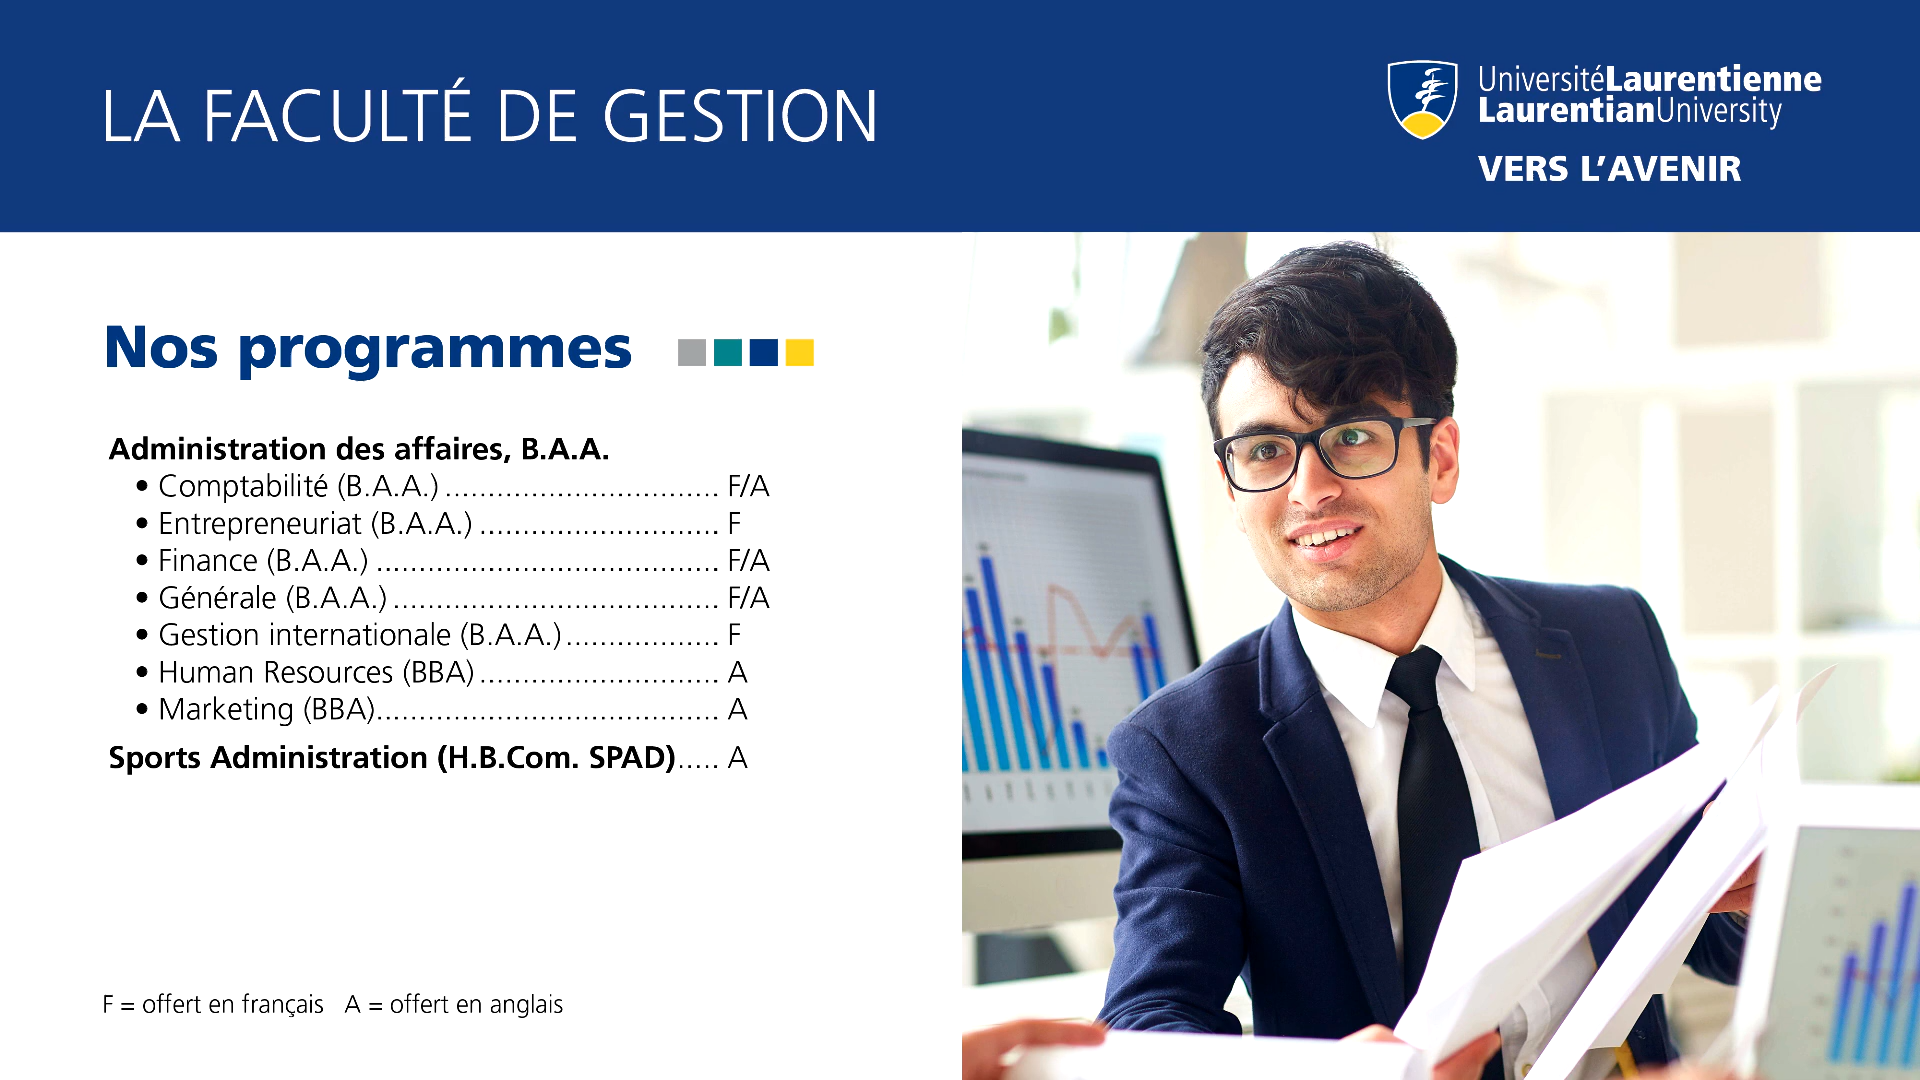 LA FACULTÉ DE GESTION
UniversitéLaurentienne
LaurentianUniversity
VERS L'AVENIR
Nos programmes
Administration des affaires, B.A.A.
• Comptabilité (B.A.A.) ................................ F/A
• Entrepreneuriat (B.A.A.) ............................ F
• Finance (B.A.A.) ........................................ F/A
• Générale (B.A.A.) ...................................... F/A
• Gestion internationale (B.A.A.) .................. F
• Human Resources (BBA) ............................ A
• Marketing (BBA)........................................ A
Sports Administration (H.B.Com. SPAD)..... A
F = offert en français A = offert en anglais